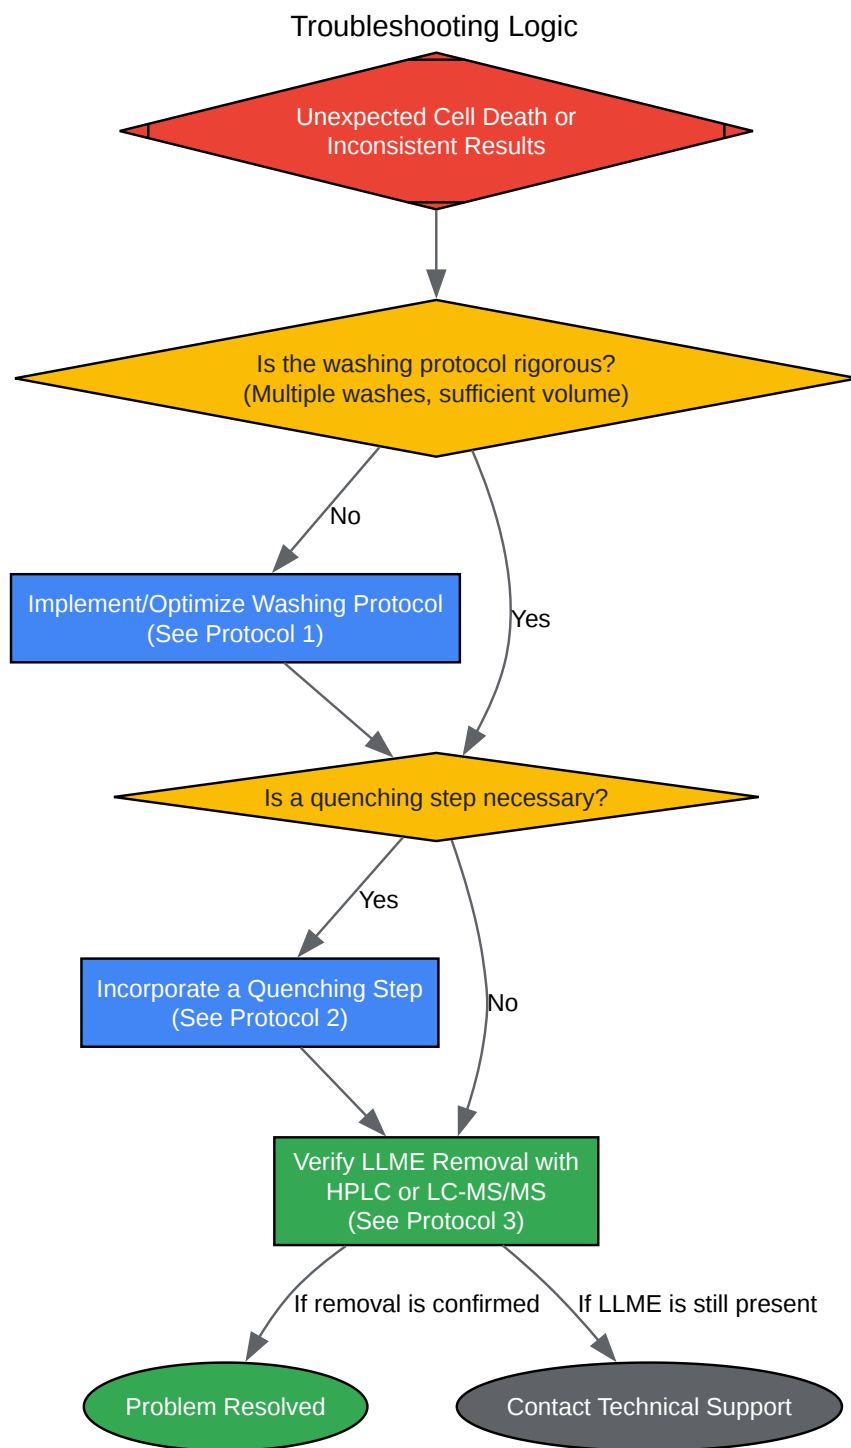 Troubleshooting Logic
Unexpected Cell Death or
Inconsistent Results
Is the washing protocol rigorous?
(Multiple washes, sufficient volume)
No
Implement/Optimize Washing Protocol
(See Protocol 1)
Yes
Is a quenching step necessary?
Yes
Incorporate a Quenching Step
(See Protocol 2)
No
Verify LLME Removal with
HPLC or LC-MS/MS
(See Protocol 3)
If removal is confirmed
If LLME is still present
Problem Resolved
Contact Technical Support